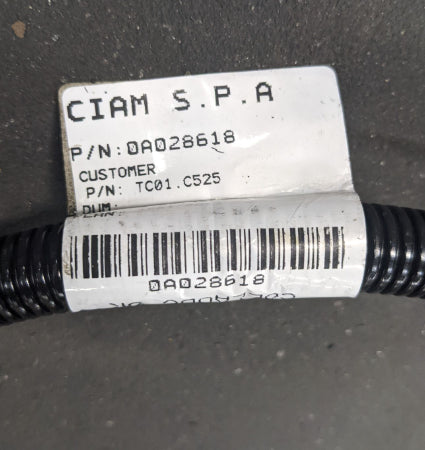 CIAM S.P.A
P/N:0A028618
CUSTOMER
P/N: TC01.C525
0A028618